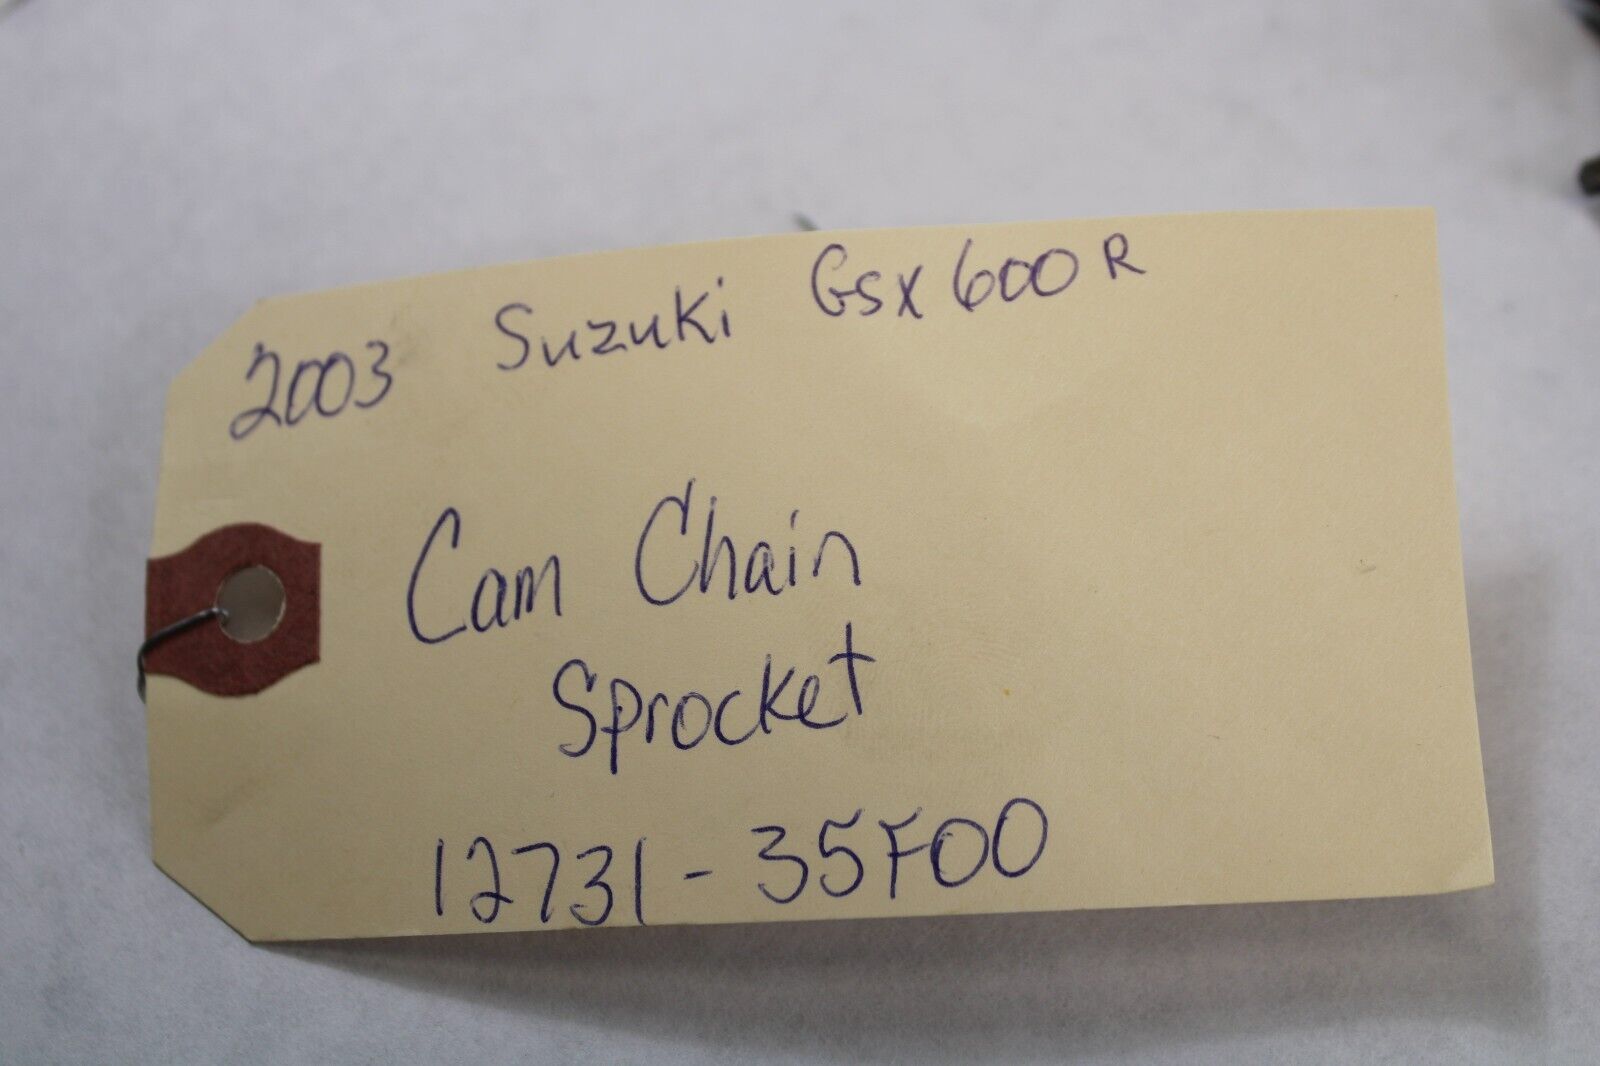 2003 Suzuki GSX600R
Cam Chain
Sprocket
12731-35F00